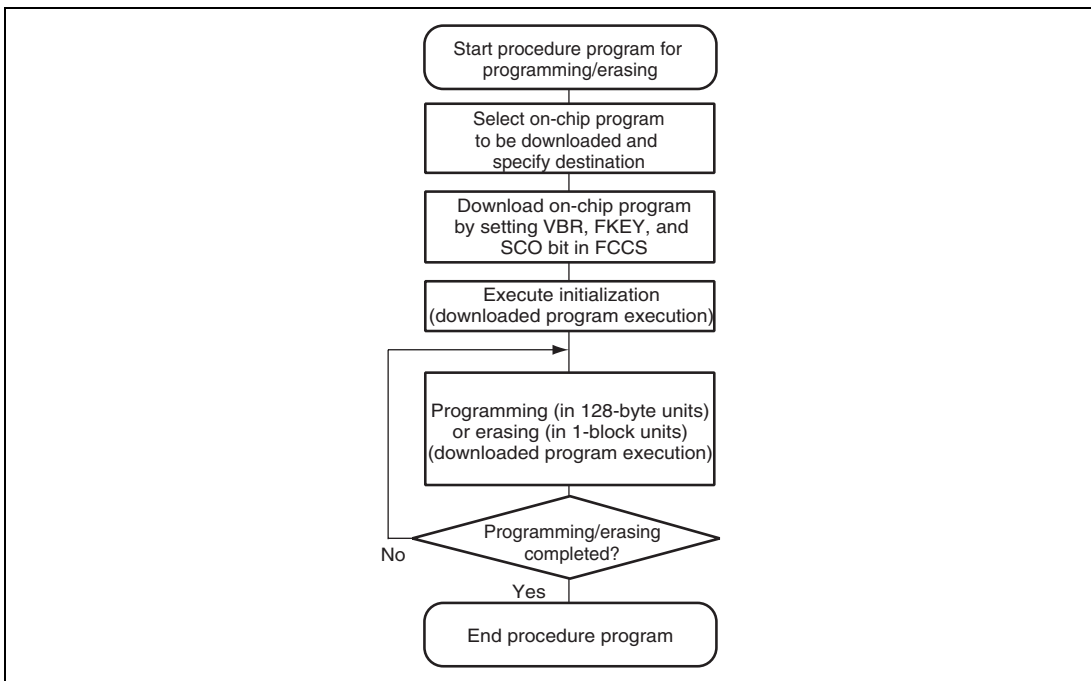 Start procedure program for
programming/erasing
Select on-chip program
to be downloaded and
specify destination
Download on-chip program
by setting VBR, FKEY, and
SCO bit in FCCS
Execute initialization
(downloaded program execution)
Programming (in 128-byte units)
or erasing (in 1-block units)
(downloaded program execution)
Programming/erasing
completed?
No
Yes
End procedure program